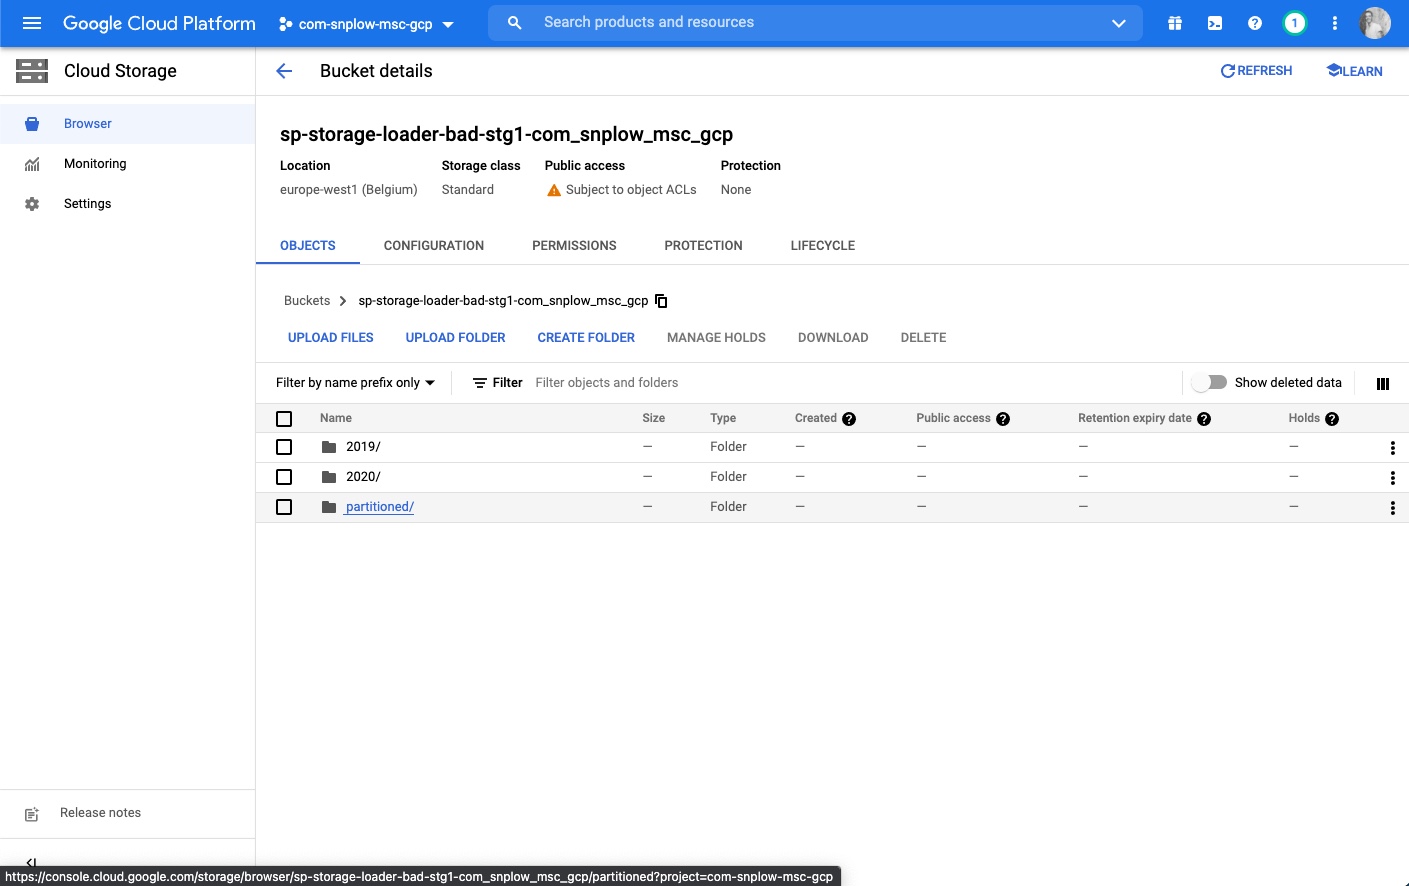 Google Cloud Platform
com-snplow-msc-gcp
Search products and resources
1
Cloud Storage
Bucket details
REFRESH
LEARN
Browser
Monitoring
Settings
sp-storage-loader-bad-stg1-com_snplow_msc_gcp
Location Storage class Public access Protection
europe-west1 (Belgium) Standard Subject to object ACLs None
OBJECTS CONFIGURATION PERMISSIONS PROTECTION LIFECYCLE
Buckets sp-storage-loader-bad-stg1-com_snplow_msc_gcp
UPLOAD FILES UPLOAD FOLDER CREATE FOLDER MANAGE HOLDS DOWNLOAD DELETE
Filter by name prefix only Filter Filter objects and folders Show deleted data
Name Size Type Created ? Public access ? Retention expiry date ? Holds ?
2019/ — Folder — — — —
2020/ — Folder — — — —
partitioned/ — Folder — — — —
Release notes
https://console.cloud.google.com/storage/browser/sp-storage-loader-bad-stg1-com_snplow_msc_gcp/partitioned?project=com-snplow-msc-gcp